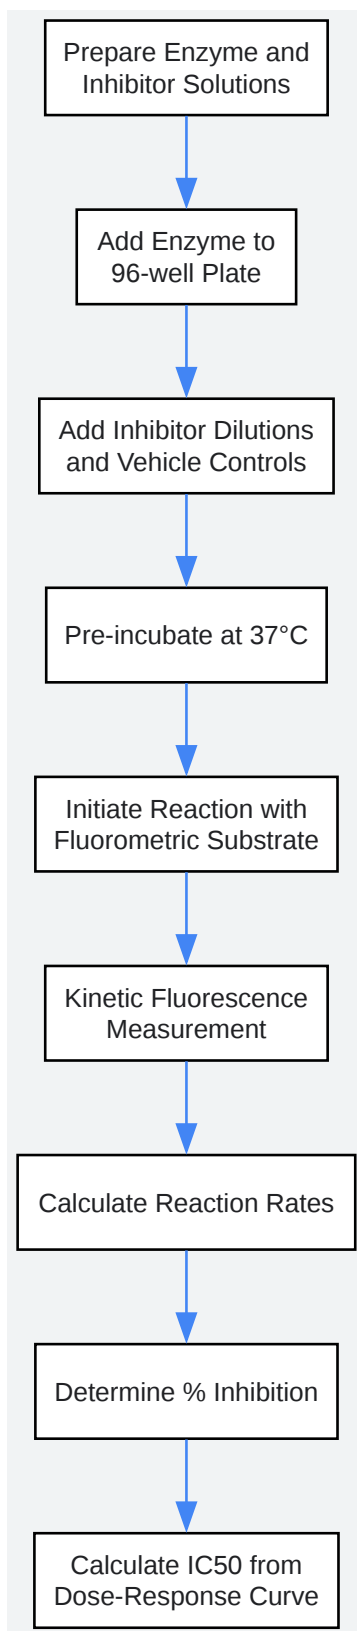 Prepare Enzyme and
Inhibitor Solutions
Add Enzyme to
96-well Plate
Add Inhibitor Dilutions
and Vehicle Controls
Pre-incubate at 37°C
Initiate Reaction with
Fluorometric Substrate
Kinetic Fluorescence
Measurement
Calculate Reaction Rates
Determine % Inhibition
Calculate IC50 from
Dose-Response Curve